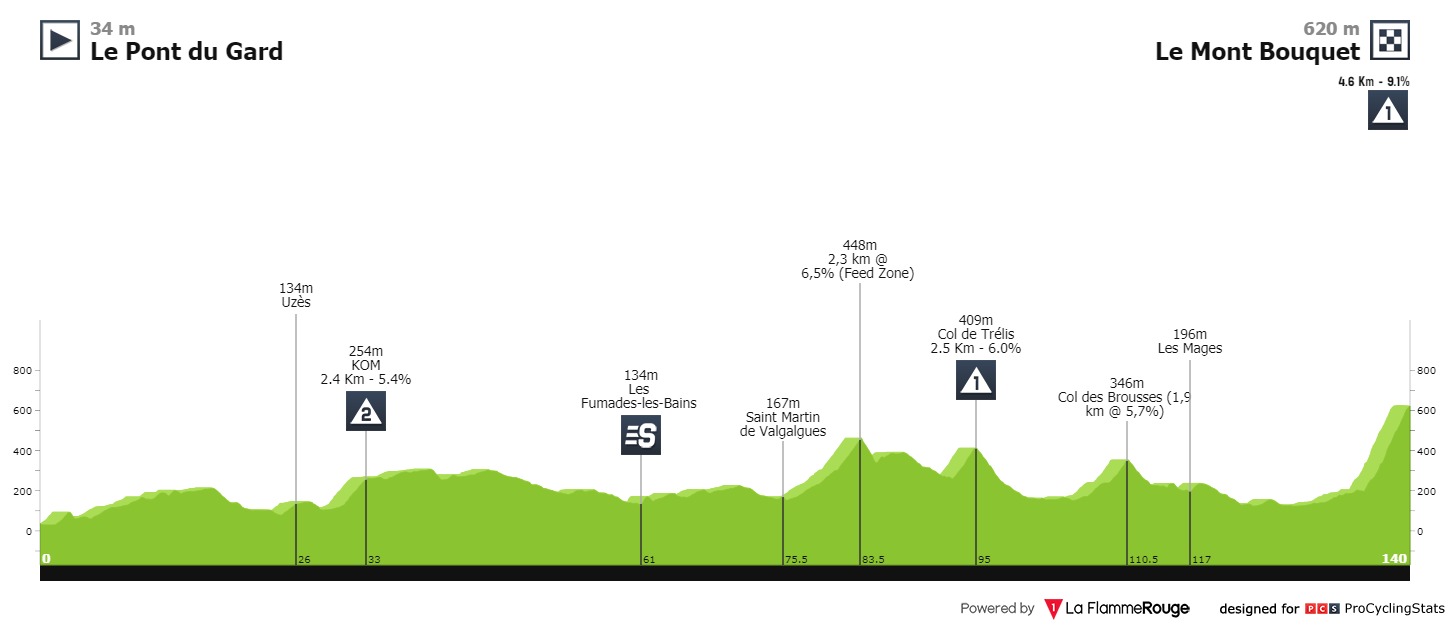 34 m
Le Pont du Gard
620 m
Le Mont Bouquet
4.6 Km - 9.1%
1
448m
2,3 km @
6,5% (Feed Zone)
134m
Uzès
409m
Col de Trélis
2.5 Km - 6.0%
1
196m
Les Mages
254m
KOM
2.4 Km - 5.4%
2
134m
Les
Fumades-les-Bains
S
346m
Col des Brousses (1,9
km @ 5,7%)
167m
Saint Martin
de Valgalgues
800
600
400
200
0
800
600
400
200
0
0
26
33
61
75.5
83.5
95
110.5
117
140
Powered by 1 La FlammeRouge designed for PCS ProCyclingStats